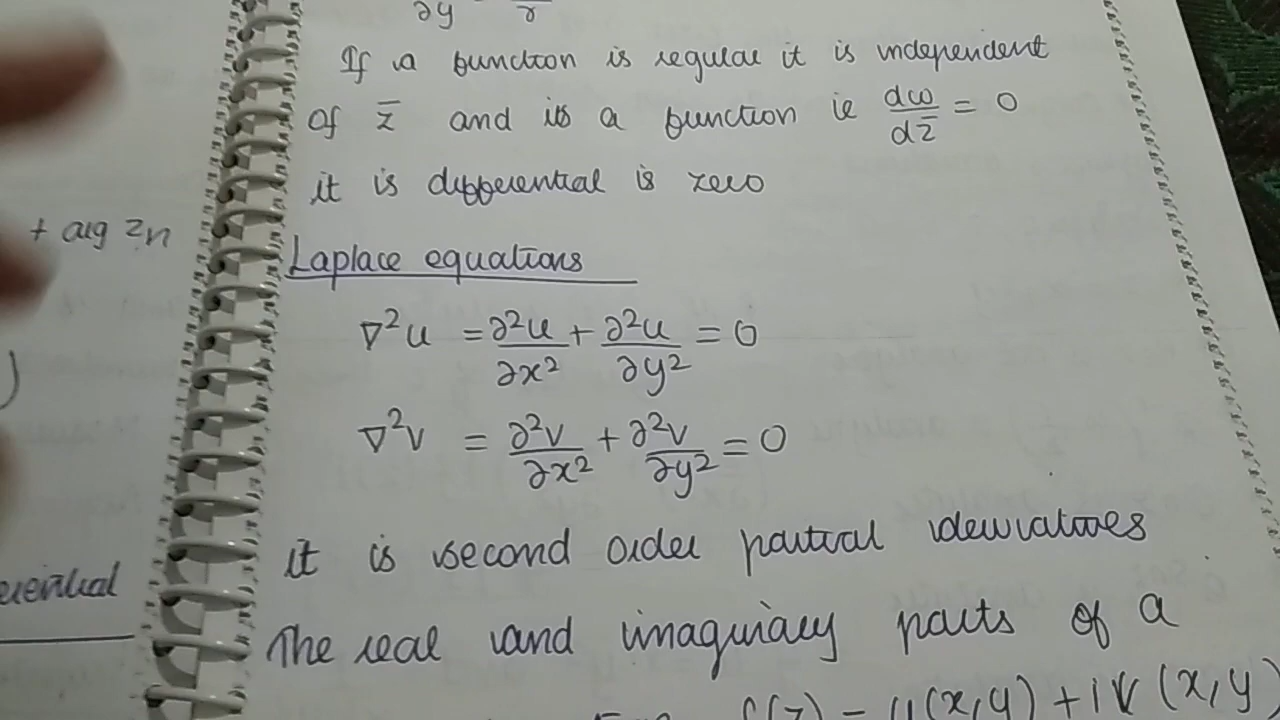 ∂y r
If a function is regular it is independent
of z̄ and its a function ie dω/dz̄ = 0
it is differential is zero
+ arg z₂
Laplace equations
∇²u = ∂²u/∂x² + ∂²u/∂y² = 0
∇²v = ∂²v/∂x² + ∂²v/∂y² = 0
it is second order partial derivatives
The real and imaginary parts of a
f(z) = u(x,y) + iv(x,y)